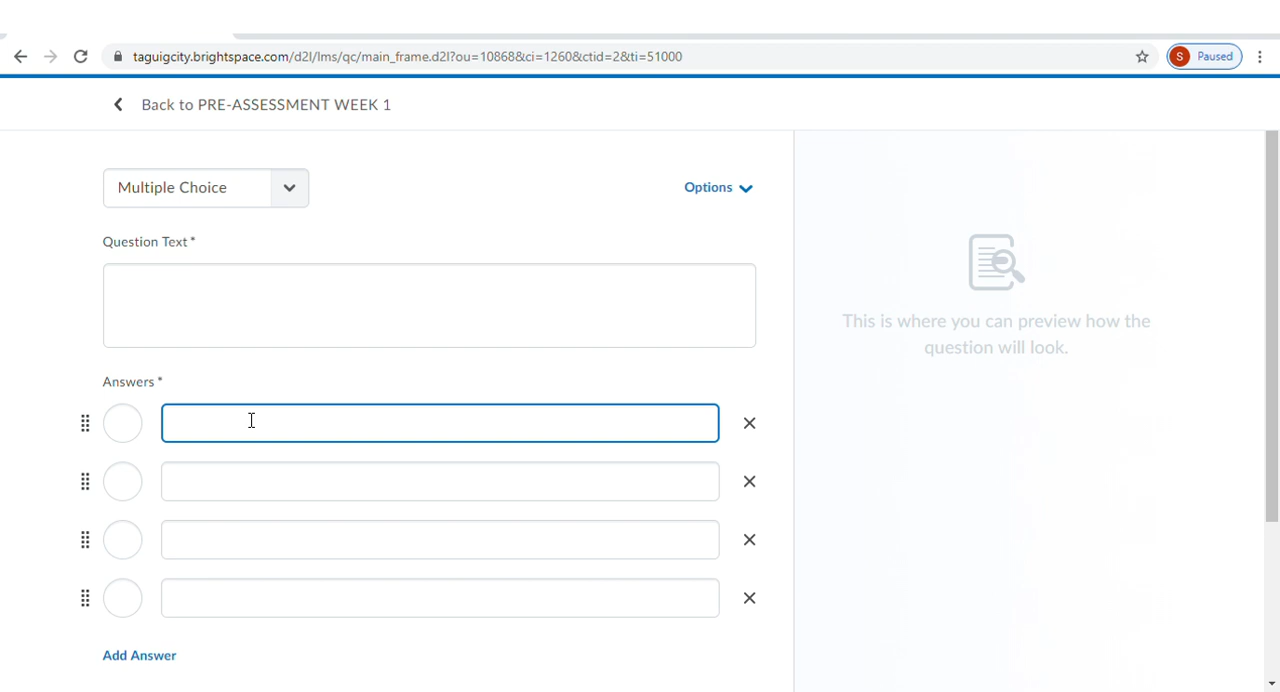 taguigcity.brightspace.com/d2l/lms/qc/main_frame.d2l?ou=10868&ci=1260&ctid=2&ti=51000
S Paused
Back to PRE-ASSESSMENT WEEK 1
Multiple Choice
Options
Question Text *
This is where you can preview how the
question will look.
Answers *
Add Answer